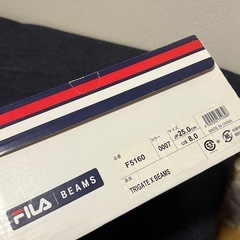 FILA BEAMS
品番 F5160
カラー 0007
サイズ JP 25.0cm
US 8.0
品名 TRIGATE X BEAMS
MADE IN CHINA